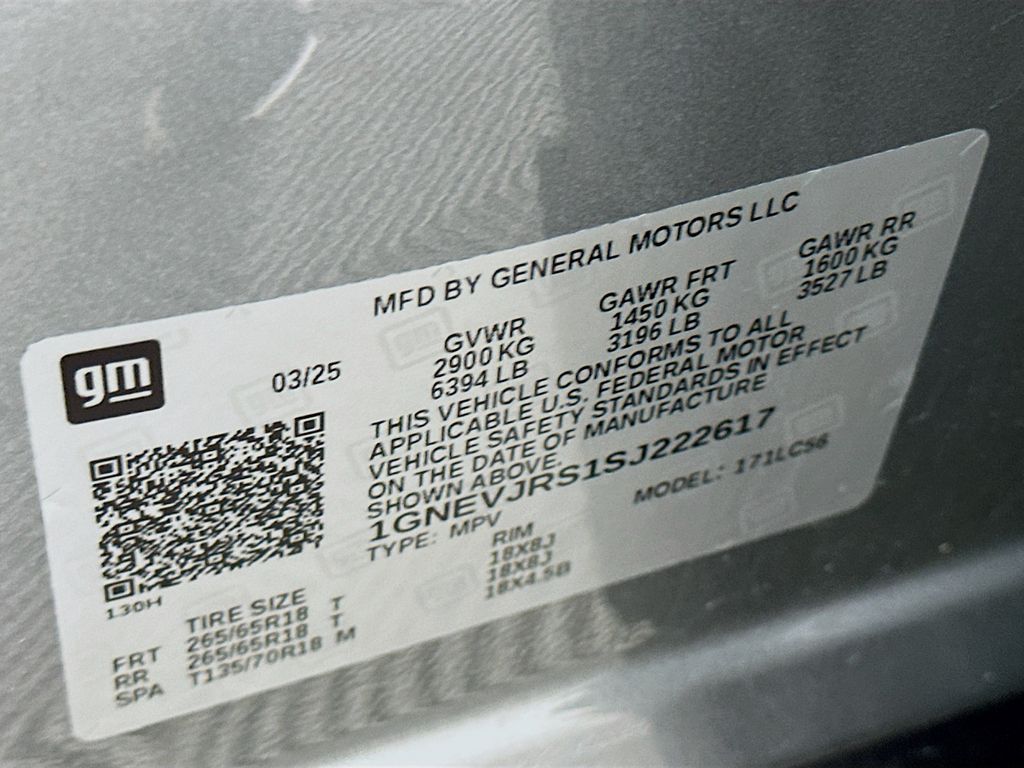 MFD BY GENERAL MOTORS LLC
gm
03/25
GVWR GAWR FRT GAWR RR
2900 KG 1450 KG 1600 KG
6394 LB 3196 LB 3527 LB
THIS VEHICLE CONFORMS TO ALL
APPLICABLE U.S. FEDERAL MOTOR
VEHICLE SAFETY STANDARDS IN EFFECT
ON THE DATE OF MANUFACTURE
SHOWN ABOVE.
1GNEVJRS1SJ222617
TYPE: MPV MODEL: 171LC56
130H
TIRE SIZE RIM
FRT 265/65R18 T 18X8J
RR 265/65R18 T 18X8J
SPA T135/70R18 M 18X4.5B